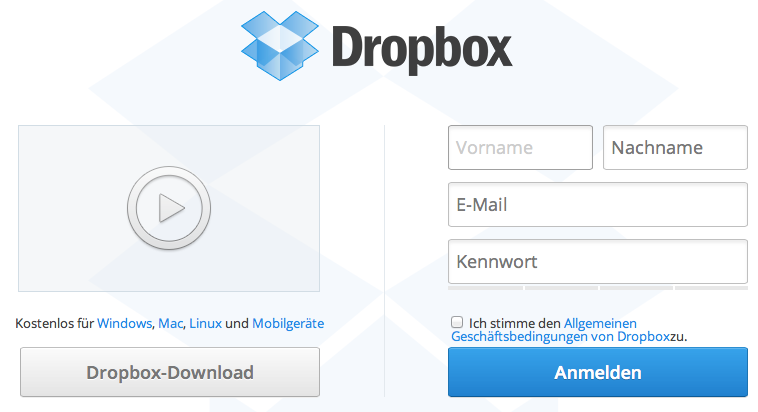 Dropbox
Vorname
Nachname
E-Mail
Kennwort
Kostenlos für Windows, Mac, Linux und Mobilgeräte
Dropbox-Download
Ich stimme den Allgemeinen
Geschäftsbedingungen von Dropboxzu.
Anmelden